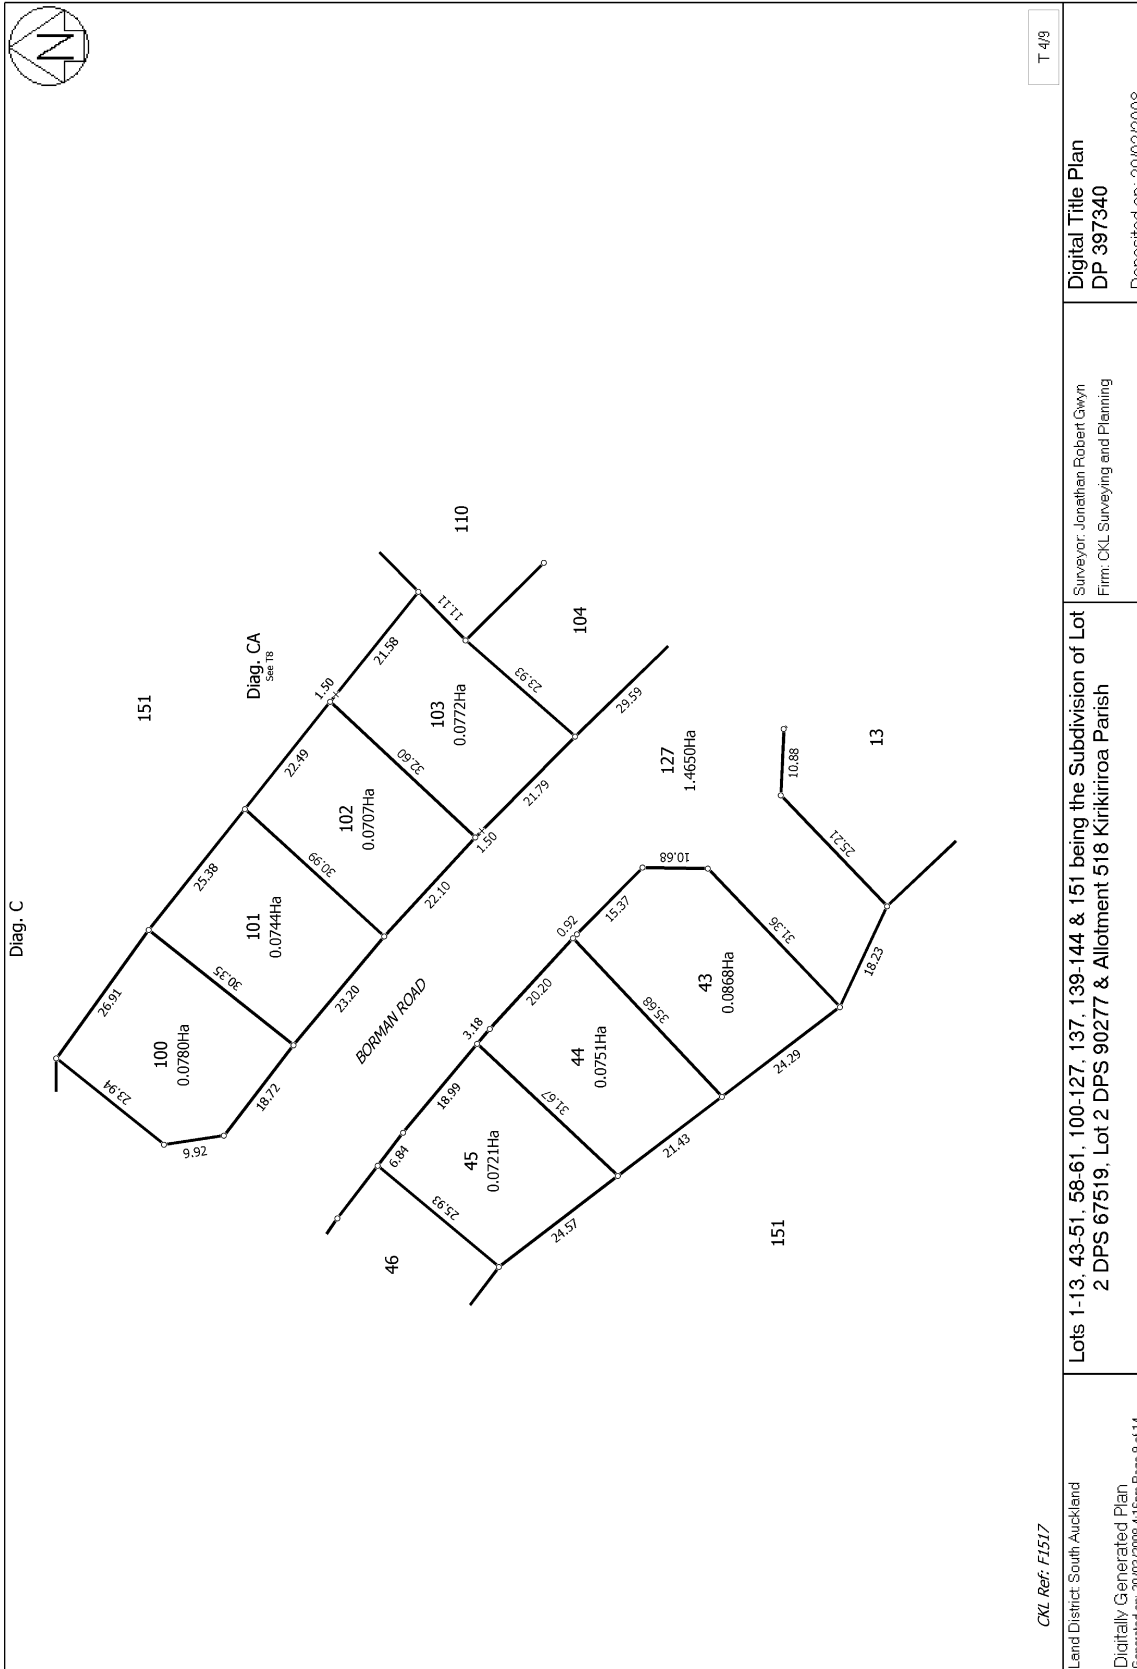 Diag. C
N
T 4/9
151
Diag. CA
See T8
110
26.91
25.38
22.49
1.50
21.58
11.11
100
0.0780Ha
101
0.0744Ha
102
0.0707Ha
103
0.0772Ha
104
23.94
9.92
18.72
30.35
30.99
32.60
23.93
23.20
22.10
1.50
21.79
29.59
BORMAN ROAD
127
1.4650Ha
13
10.88
25.21
18.23
46
6.84
18.99
3.18
20.20
0.92
15.37
10.68
45
0.0721Ha
44
0.0751Ha
43
0.0868Ha
25.93
31.67
35.68
31.36
24.57
21.43
24.29
151
CKL Ref: F1517
Land District: South Auckland
Digitally Generated Plan
Lots 1-13, 43-51, 58-61, 100-127, 137, 139-144 & 151 being the Subdivision of Lot
2 DPS 67519, Lot 2 DPS 90277 & Allotment 518 Kirikiriroa Parish
Surveyor: Jonathan Robert Gwyn
Firm: CKL Surveying and Planning
Digital Title Plan
DP 397340
Deposited on: